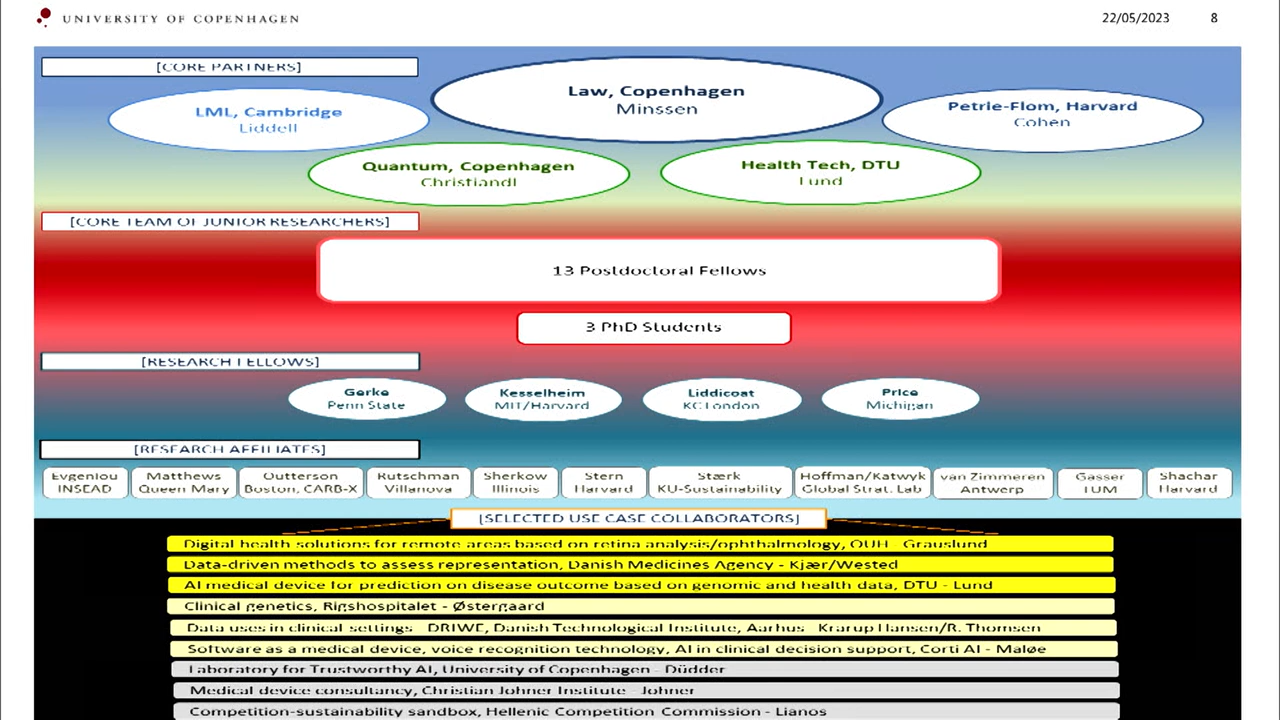 UNIVERSITY OF COPENHAGEN
22/05/2023
8
[CORE PARTNERS]
Law, Copenhagen
Minssen
LML, Cambridge
Liddell
Petrie-Flom, Harvard
Cohen
Quantum, Copenhagen
Christiandl
Health Tech, DTU
Lund
[CORE TEAM OF JUNIOR RESEARCHERS]
13 Postdoctoral Fellows
3 PhD Students
[RESEARCH FELLOWS]
Gerke
Penn State
Kesselheim
MIT/Harvard
Liddicoat
KC London
Price
Michigan
[RESEARCH AFFILIATES]
Evgeniou
INSEAD
Matthews
Queen Mary
Outterson
Boston, CARB-X
Rutschman
Villanova
Sherkow
Illinois
Stern
Harvard
Stærk
KU-Sustainability
Hoffman/Katwyk
Global Strat. Lab
van Zimmeren
Antwerp
Gasser
TUM
Shachar
Harvard
[SELECTED USE CASE COLLABORATORS]
Digital health solutions for remote areas based on retina analysis/ophthalmology, OUH - Grauslund
Data-driven methods to assess representation, Danish Medicines Agency - Kjær/Wested
AI medical device for prediction on disease outcome based on genomic and health data, DTU - Lund
Clinical genetics, Rigshospitalet - Østergaard
Data uses in clinical settings - DRIWE, Danish Technological Institute, Aarhus - Krarup Hansen/R. Thomsen
Software as a medical device, voice recognition technology, AI in clinical decision support, Corti AI - Maløe
Laboratory for Trustworthy AI, University of Copenhagen - Düdder
Medical device consultancy, Christian Johner Institute - Johner
Competition-sustainability sandbox, Hellenic Competition Commission - Lianos